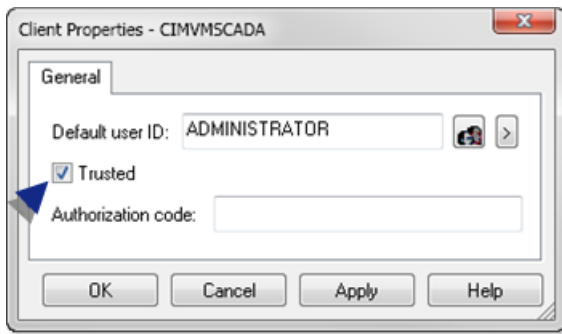 Client Properties - CIMVMSCADA
General
Default user ID: ADMINISTRATOR >
Trusted
Authorization code:
OK Cancel Apply Help